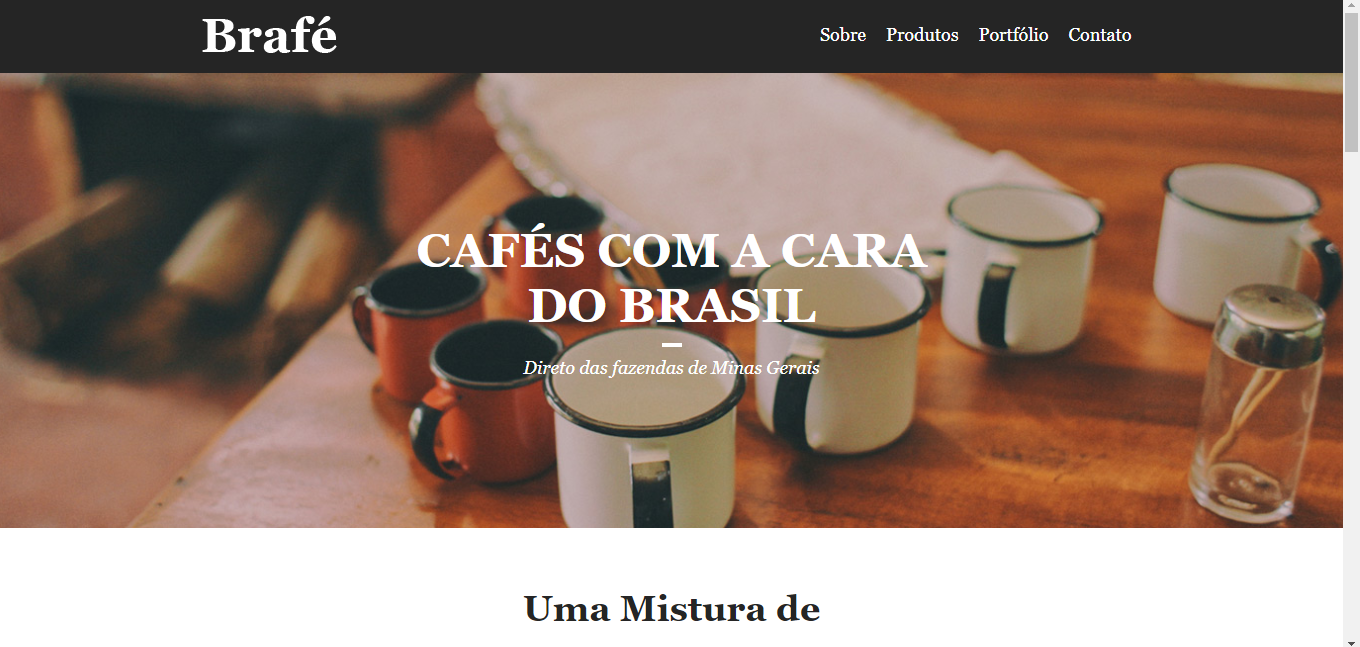 Brafé
Sobre Produtos Portfólio Contato
CAFÉS COM A CARA
DO BRASIL
Direto das fazendas de Minas Gerais
Uma Mistura de